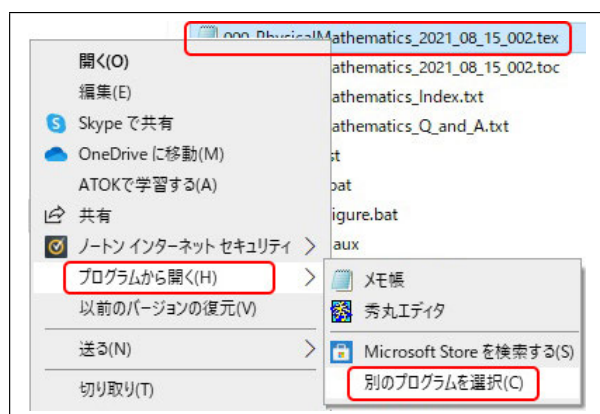 000_PhysicalMathematics_2021_08_15_002.tex
開く(O)
athematics_2021_08_15_002.toc
編集(E)
athematics_Index.txt
Skype で共有
athematics_Q_and_A.txt
OneDrive に移動(M)
st
ATOKで学習する(A)
bat
共有
igure.bat
ノートン インターネット セキュリティ
aux
プログラムから開く(H)
メモ帳
以前のバージョンの復元(V)
秀丸エディタ
送る(N)
Microsoft Store を検索する(S)
切り取り(T)
別のプログラムを選択(C)